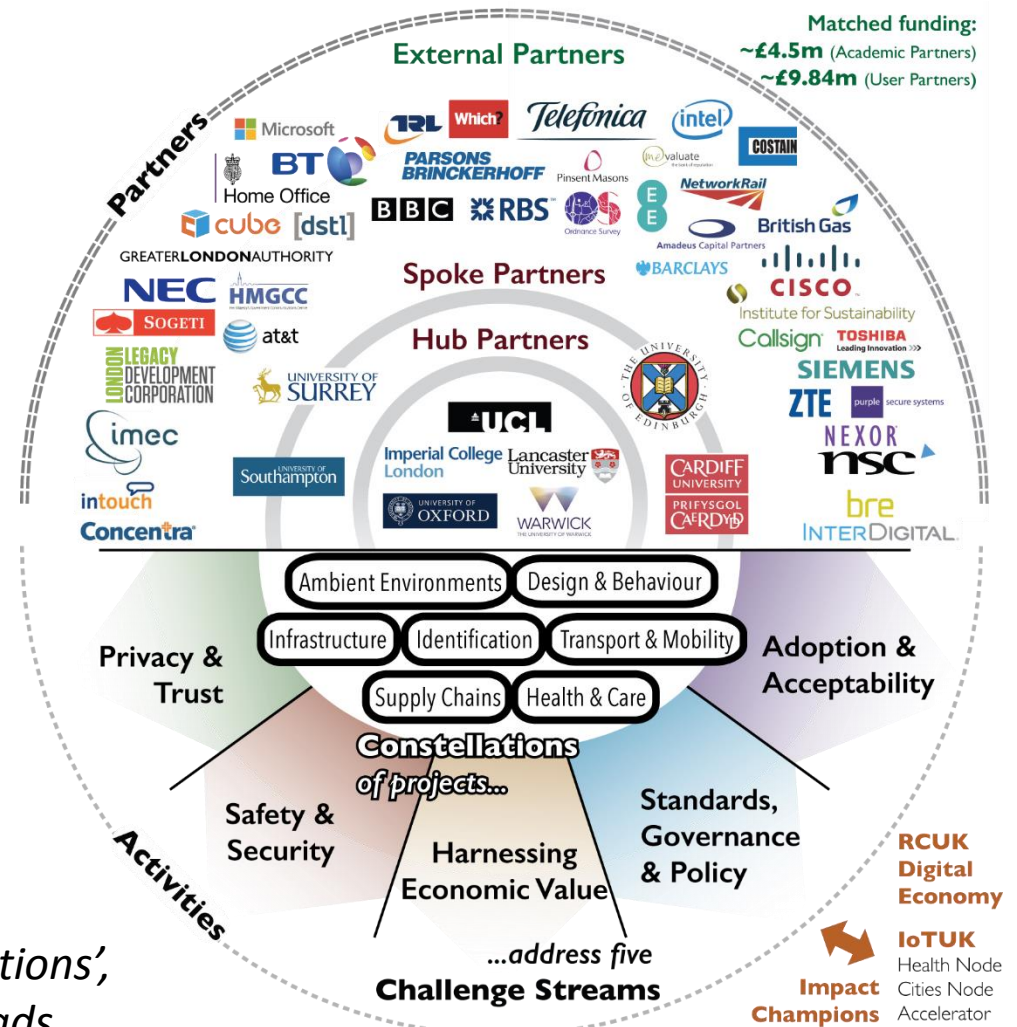 Matched funding:
~£4.5m (Academic Partners)
~£9.84m (User Partners)
External Partners
Partners
Microsoft
TRL
Which?
Telefónica
intel
COSTAIN
Home Office
BT
PARSONS
BRINCKERHOFF
Pinsent Masons
evaluate
NetworkRail
cube
[dstl]
BBC
RBS
OS
Ordnance Survey
EE
Amadeus Capital Partners
British Gas
GREATERLONDONAUTHORITY
Spoke Partners
BARCLAYS
CISCO
NEC
HMGCC
Institute for Sustainability
SOGETI
at&t
Hub Partners
Callsign
TOSHIBA
Leading Innovation >>>
LONDON
LEGACY
DEVELOPMENT
CORPORATION
UNIVERSITY OF
SURREY
THE UNIVERSITY OF EDINBURGH
SIEMENS
UCL
ZTE
purple secure systems
imec
Imperial College
London
Lancaster
University
NEXOR
nsc
UNIVERSITY OF
Southampton
CARDIFF
UNIVERSITY
PRIFYSGOL
CAERDYDD
intouch
UNIVERSITY OF
OXFORD
WARWICK
THE UNIVERSITY OF WARWICK
bre
Concentra
INTERDIGITAL
Ambient Environments
Design & Behaviour
Infrastructure
Identification
Transport & Mobility
Supply Chains
Health & Care
Privacy &
Trust
Adoption &
Acceptability
Constellations
of projects...
Safety &
Security
Harnessing
Economic Value
Standards,
Governance
& Policy
Activities
...address five
Challenge Streams
RCUK
Digital
Economy
IoTUK
Health Node
Cities Node
Accelerator
Impact
Champions
tions',
ads